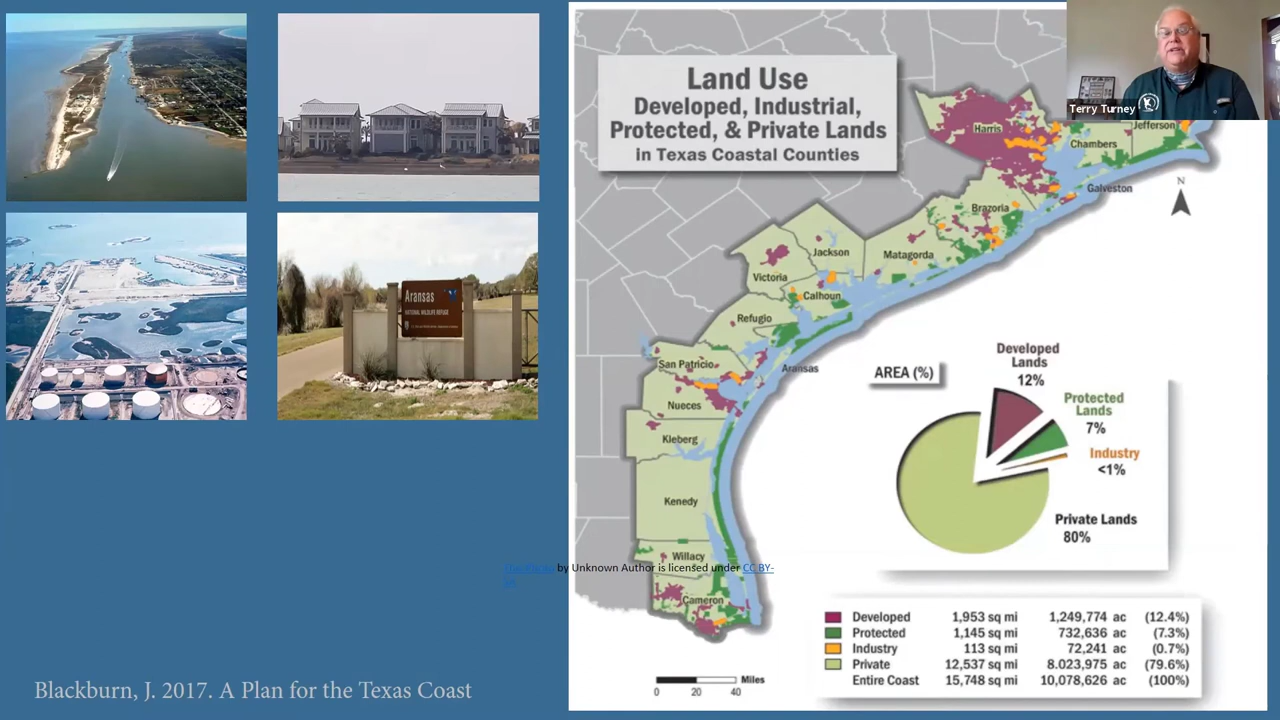 Terry Turney
Land Use
Developed, Industrial,
Protected, & Private Lands
in Texas Coastal Counties
Harris
Jefferson
Chambers
Galveston
N
Brazoria
Jackson
Matagorda
Victoria
Calhoun
Refugio
San Patricio
Aransas
Nueces
Kleberg
Kenedy
Willacy
Cameron
Aransas
NATIONAL WILDLIFE REFUGE
AREA (%)
Developed
Lands
12%
Protected
Lands
7%
Industry
<1%
Private Lands
80%
by Unknown Author is licensed under CC BY-
Developed 1,953 sq mi 1,249,774 ac (12.4%)
Protected 1,145 sq mi 732,636 ac (7.3%)
Industry 113 sq mi 72,241 ac (0.7%)
Private 12,537 sq mi 8.023,975 ac (79.6%)
Entire Coast 15,748 sq mi 10,078,626 ac (100%)
Miles
0 20 40
Blackburn, J. 2017. A Plan for the Texas Coast